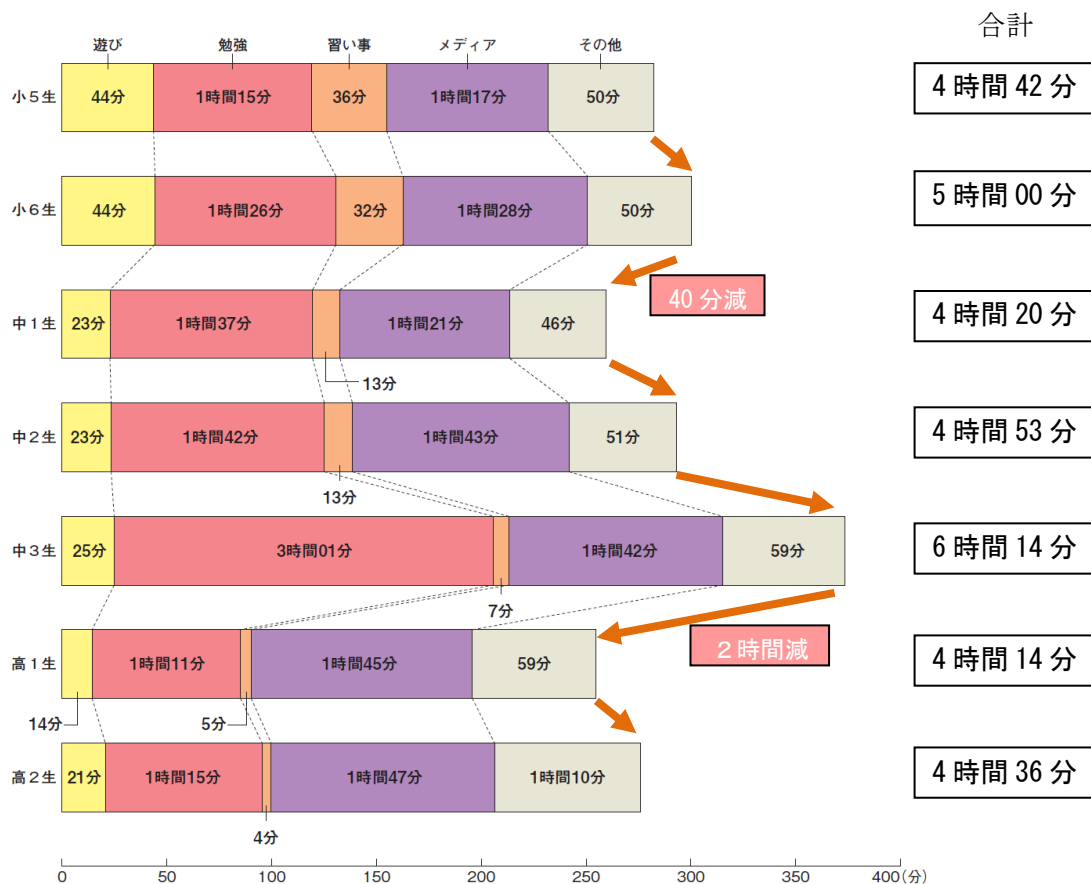 合計
遊び 勉強 習い事 メディア その他
小5生 44分 1時間15分 36分 1時間17分 50分 4時間42分
小6生 44分 1時間26分 32分 1時間28分 50分 5時間00分
40分減
中1生 23分 1時間37分 1時間21分 46分 4時間20分
13分
中2生 23分 1時間42分 1時間43分 51分 4時間53分
13分
中3生 25分 3時間01分 1時間42分 59分 6時間14分
7分
2時間減
高1生 1時間11分 1時間45分 59分 4時間14分
14分 5分
高2生 21分 1時間15分 1時間47分 1時間10分 4時間36分
4分
0 50 100 150 200 250 300 350 400(分)